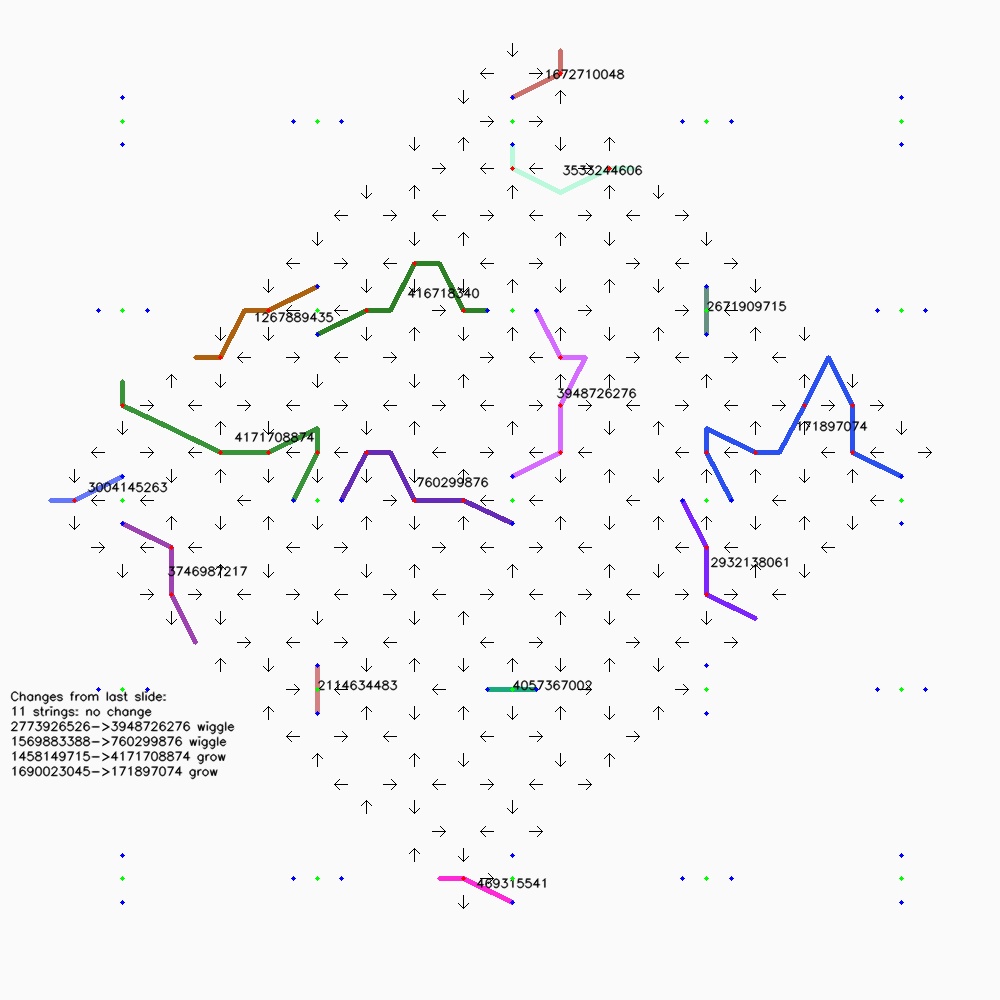 1672710048
3533244606
416718340
1267889435
2671909715
3948726276
171897074
4171708874
760299876
3004145263
2932138061
3746987217
2114634483
4057367002
Changes from last slide:
11 strings: no change
2773926526->3948726276 wiggle
1569883388->760299876 wiggle
1458149715->4171708874 grow
1690023045->171897074 grow
469315541